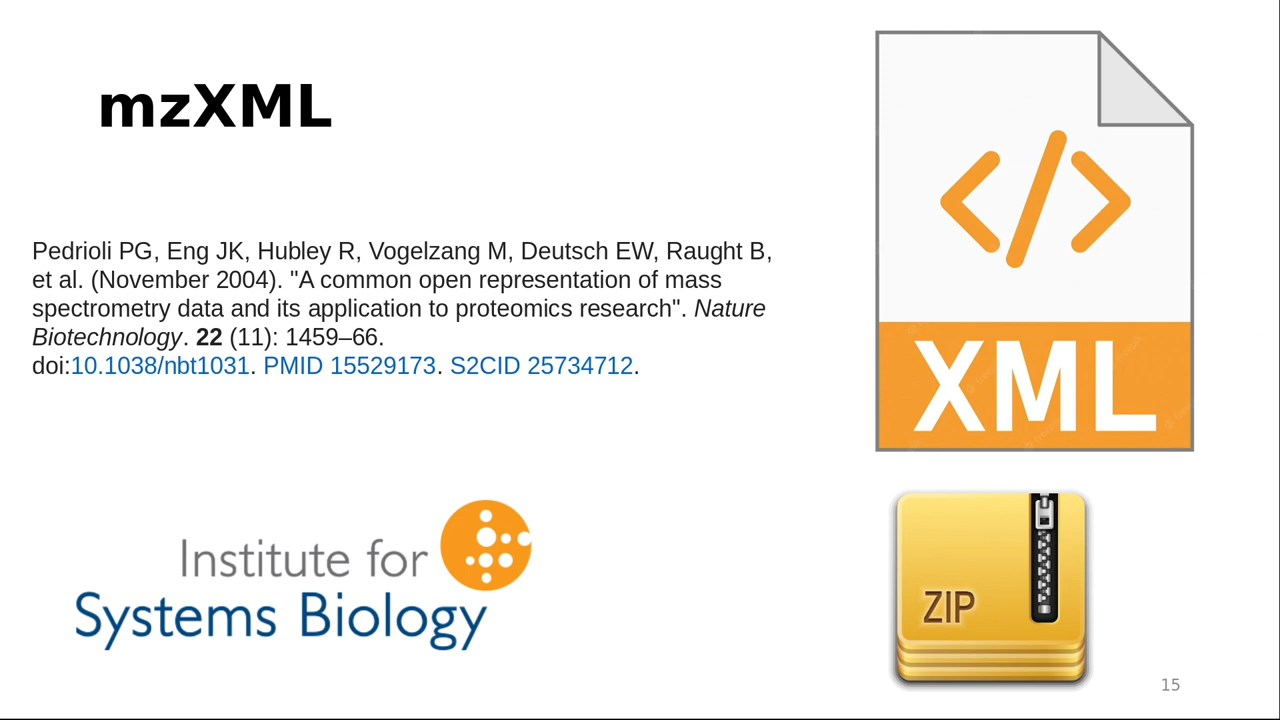 mzXML
Pedrioli PG, Eng JK, Hubley R, Vogelzang M, Deutsch EW, Raught B,
et al. (November 2004). "A common open representation of mass
spectrometry data and its application to proteomics research". Nature
Biotechnology. 22 (11): 1459–66.
doi:10.1038/nbt1031. PMID 15529173. S2CID 25734712.
XML
Institute for
Systems Biology
ZIP
15